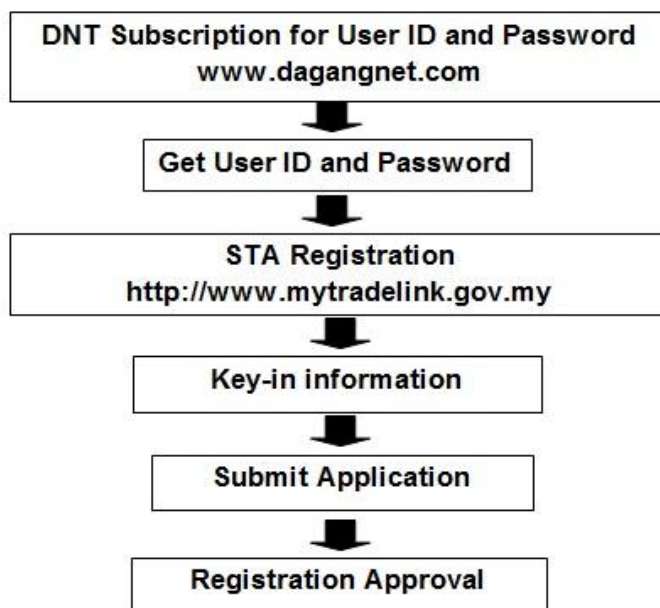 DNT Subscription for User ID and Password
www.dagangnet.com
Get User ID and Password
STA Registration
http://www.mytradelink.gov.my
Key-in information
Submit Application
Registration Approval